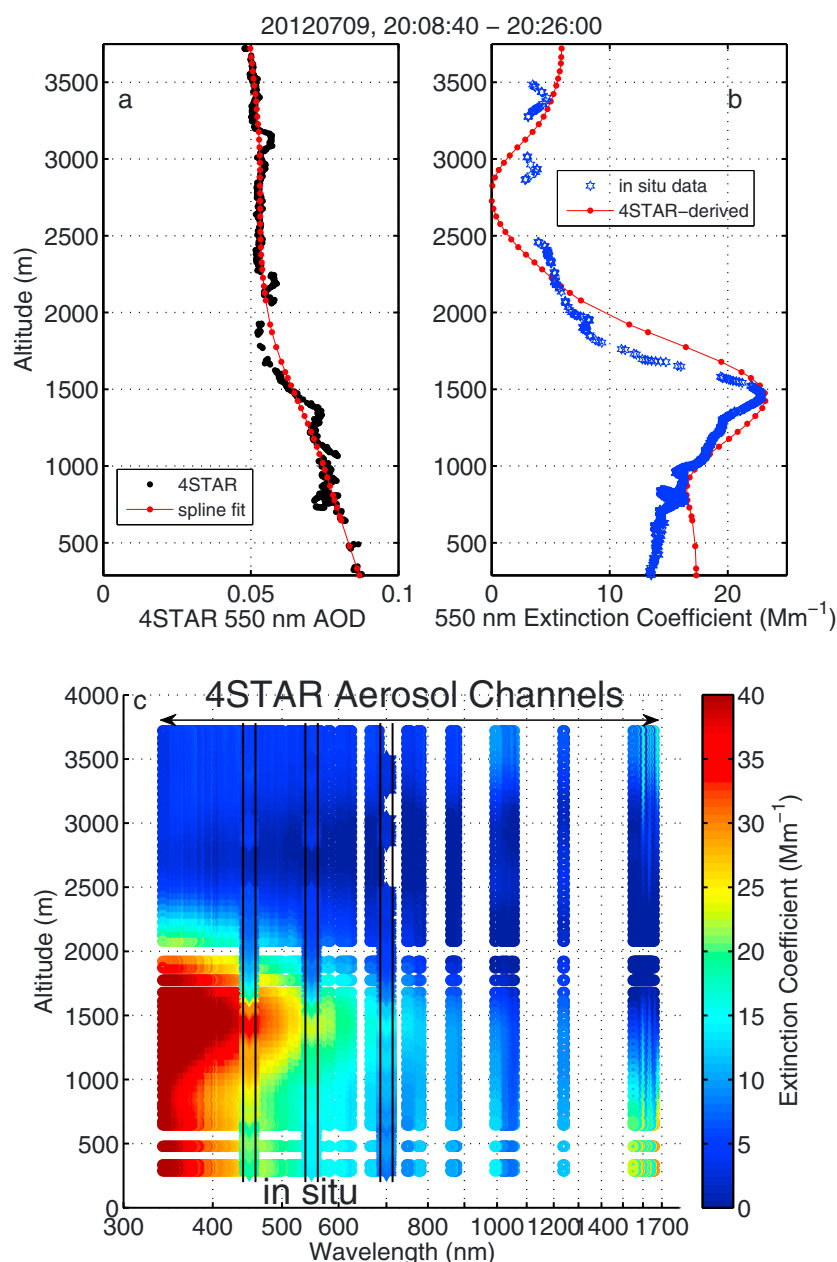 20120709, 20:08:40 − 20:26:00
a
b
3500
3000
2500
2000
1500
1000
500
Altitude (m)
4STAR
spline fit
in situ data
4STAR−derived
0
0.05
0.1
0
10
20
4STAR 550 nm AOD
550 nm Extinction Coefficient (Mm−1)
c
4STAR Aerosol Channels
4000
3500
3000
2500
2000
1500
1000
500
0
Altitude (m)
in situ
300
400
500
600
800
1000
1200
1400
1700
Wavelength (nm)
40
35
30
25
20
15
10
5
0
Extinction Coefficient (Mm−1)